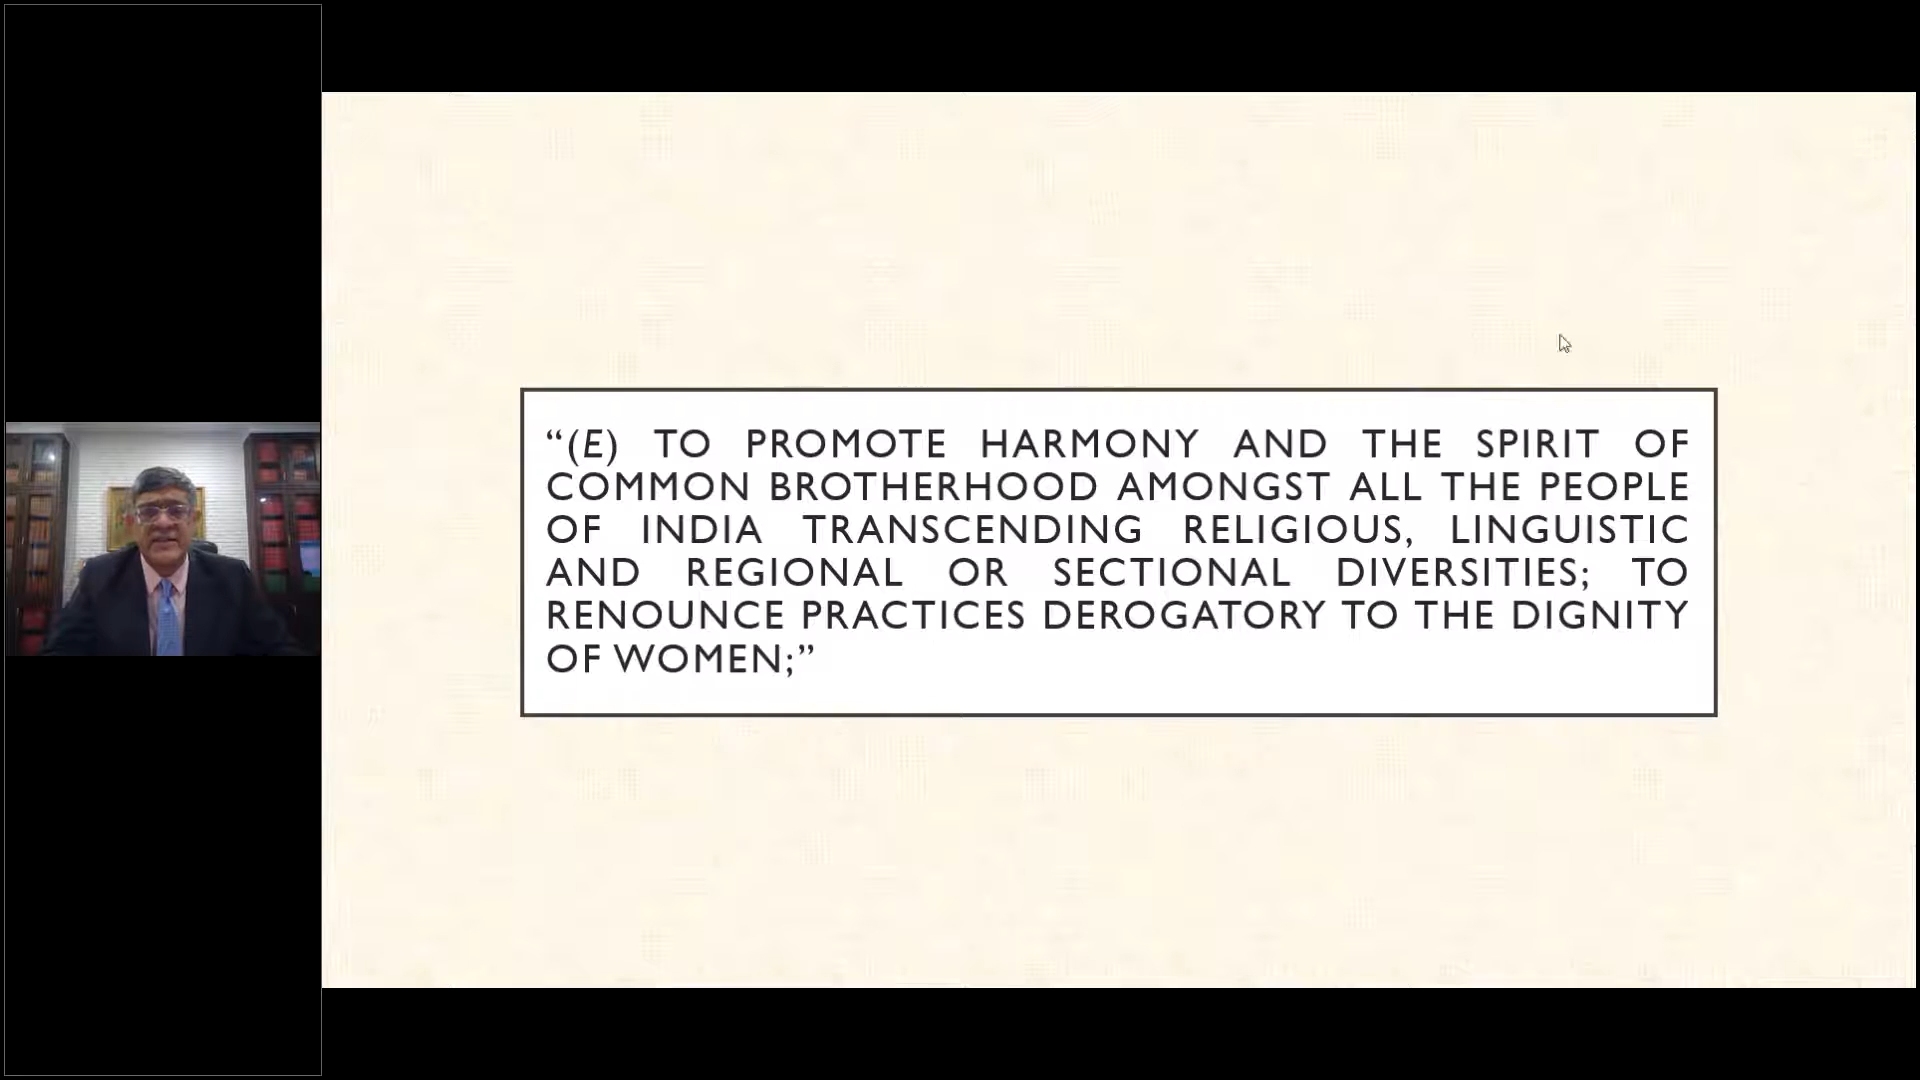 “(E) TO PROMOTE HARMONY AND THE SPIRIT OF
COMMON BROTHERHOOD AMONGST ALL THE PEOPLE
OF INDIA TRANSCENDING RELIGIOUS, LINGUISTIC
AND REGIONAL OR SECTIONAL DIVERSITIES; TO
RENOUNCE PRACTICES DEROGATORY TO THE DIGNITY
OF WOMEN;”